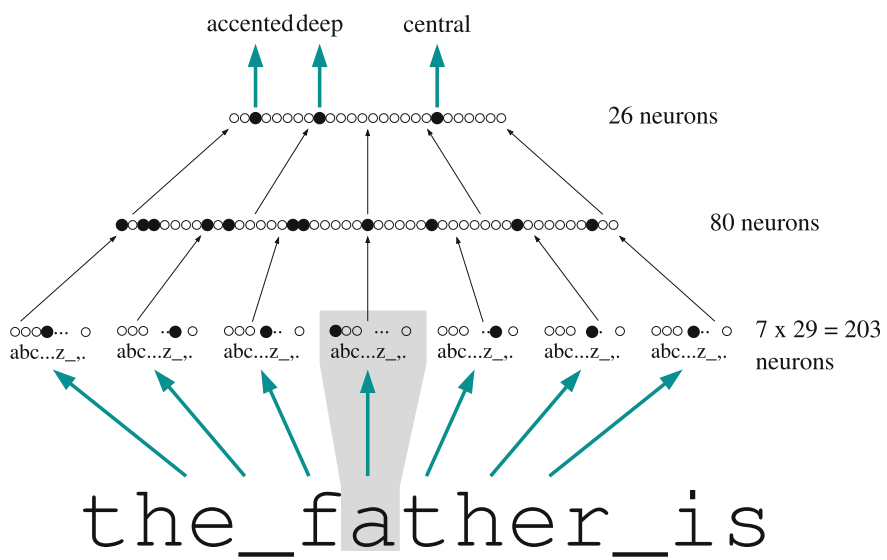 accented deep central
26 neurons
80 neurons
7 x 29 = 203
neurons
abc...z_,. abc...z_,. abc...z_,. abc...z_,. abc...z_,. abc...z_,. abc...z_,.
the_father_is